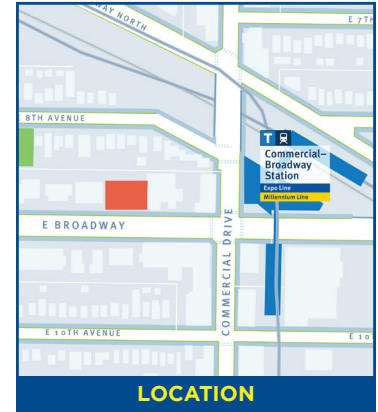 WAY NORTH
E 7TH
8TH AVENUE
T
Commercial–
Broadway
Station
Expo Line
Millennium Line
E BROADWAY
COMMERCIAL DRIVE
E 10TH AVENUE
E 10
LOCATION